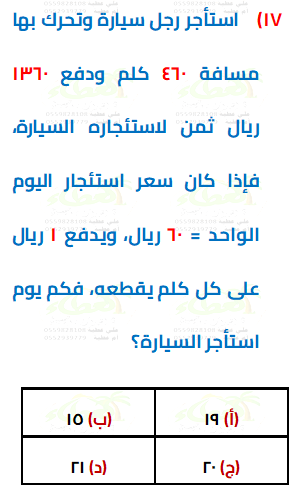 ١٧) استأجر رجل سيارة وتحرك بها
مسافة ٤٦٠ كلم ودفع ١٣٦٠
ريال ثمن لاستئجاره السيارة،
فإذا كان سعر استئجار اليوم
الواحد = ٦٠ ريال، ويدفع ١ ريال
على كل كلم يقطعه، فكم يوم
استأجر السيارة؟
(أ) ١٩ (ب) ١٥
(ج) ٢٠ (د) ٢١